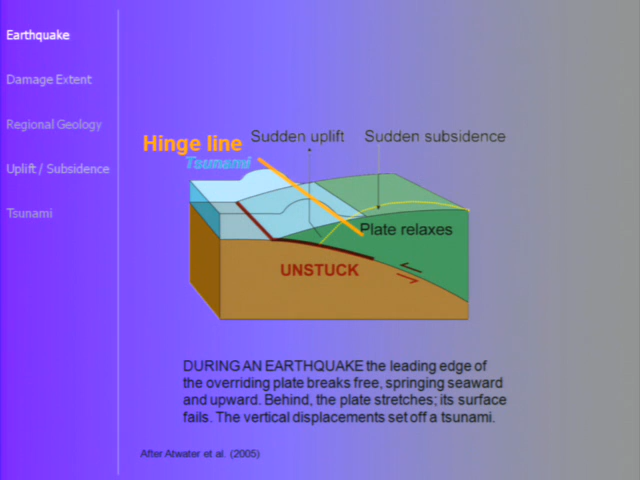 Earthquake
Damage Extent
Regional Geology
Uplift / Subsidence
Tsunami
Hinge line
Sudden uplift
Sudden subsidence
Tsunami
Plate relaxes
UNSTUCK
DURING AN EARTHQUAKE the leading edge of
the overriding plate breaks free, springing seaward
and upward. Behind, the plate stretches; its surface
falls. The vertical displacements set off a tsunami.
After Atwater et al. (2005)